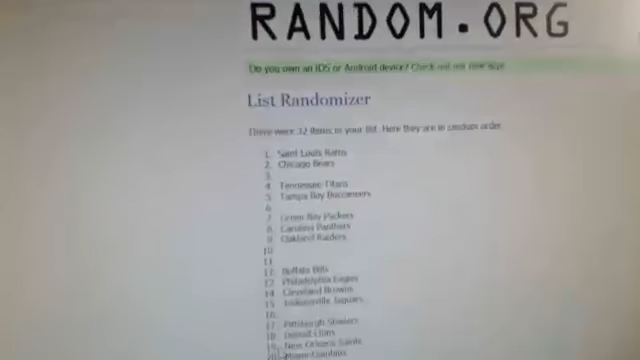 RANDOM.ORG
Do you own an iOS or Android device? Check out our new app!
List Randomizer
There were 32 items in your list. Here they are in random order:
1. Saint Louis Rams
2. Chicago Bears
3.
4. Tennessee Titans
5. Tampa Bay Buccaneers
6.
7. Green Bay Packers
8. Carolina Panthers
9. Oakland Raiders
10.
11.
12. Buffalo Bills
13. Philadelphia Eagles
14. Cleveland Browns
15. Jacksonville Jaguars
16.
17. Pittsburgh Steelers
18. Detroit Lions
19. New Orleans Saints
20. Miami Dolphins